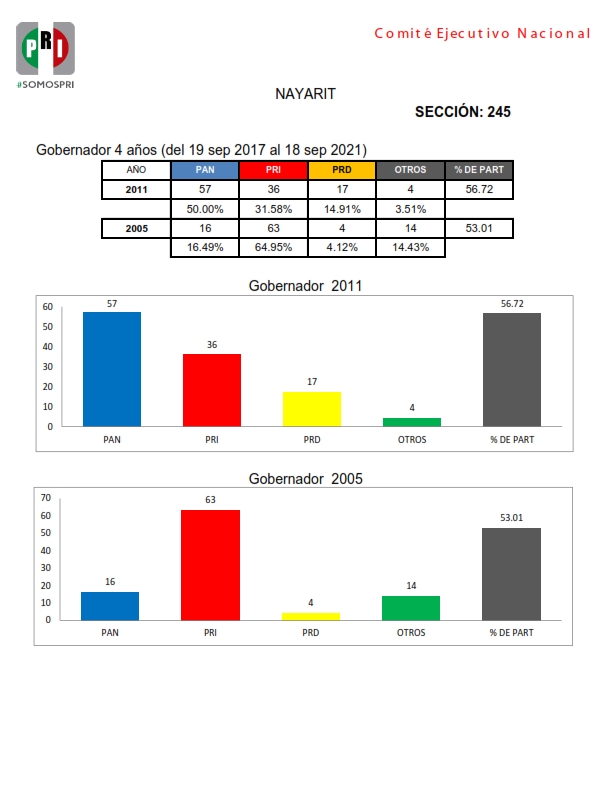 Comité Ejecutivo Nacional
PRI
#SOMOSPRI
NAYARIT
SECCIÓN: 245
Gobernador 4 años (del 19 sep 2017 al 18 sep 2021)
AÑO PAN PRI PRD OTROS % DE PART
2011 57 36 17 4 56.72
50.00% 31.58% 14.91% 3.51%
2005 16 63 4 14 53.01
16.49% 64.95% 4.12% 14.43%
Gobernador 2011
60
50
40
30
20
10
0
57
36
17
4
56.72
PAN PRI PRD OTROS % DE PART
Gobernador 2005
70
60
50
40
30
20
10
0
16
63
4
14
53.01
PAN PRI PRD OTROS % DE PART